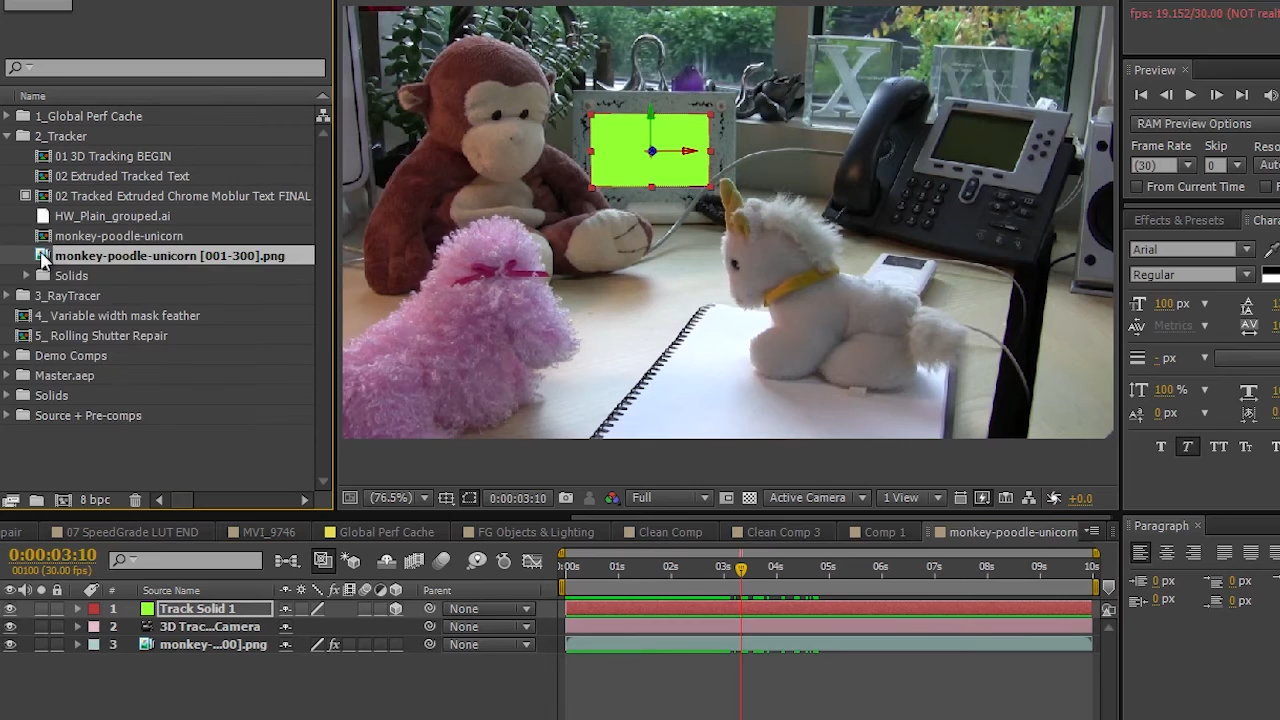 fps: 19.152/30.00 (NOT realt
Preview ×
Name
1_Global Perf Cache
2_Tracker
01 3D Tracking BEGIN
02 Extruded Tracked Text
02 Tracked Extruded Chrome Moblur Text FINAL
HW_Plain_grouped.ai
monkey-poodle-unicorn
monkey-poodle-unicorn [001-300].png
Solids
3_RayTracer
4_ Variable width mask feather
5_ Rolling Shutter Repair
Demo Comps
Master.aep
Solids
Source + Pre-comps
8 bpc
X
RAM Preview Options
Frame Rate Skip Reso
(30) 0 Aut
From Current Time
Effects & Presets Char
Arial
Regular
100 px
Metrics AV
- px
100 % 100
0 px
T T TT Tr
(76.5%) 0:00:03:10 Full Active Camera 1 View +0.0
pair 07 SpeedGrade LUT END MVI_9746 Global Perf Cache FG Objects & Lighting Clean Comp Clean Comp 3 Comp 1 monkey-poodle-unicorn
Paragraph ×
0:00:03:10
00100 (30.00 fps)
:00s 01s 02s 03s 04s 05s 06s 07s 08s 09s 10s
0 px 0 px
0 px 0 px
# Source Name Parent
1 Track Solid 1 None
2 3D Trac...Camera None
3 monkey-...00].png None